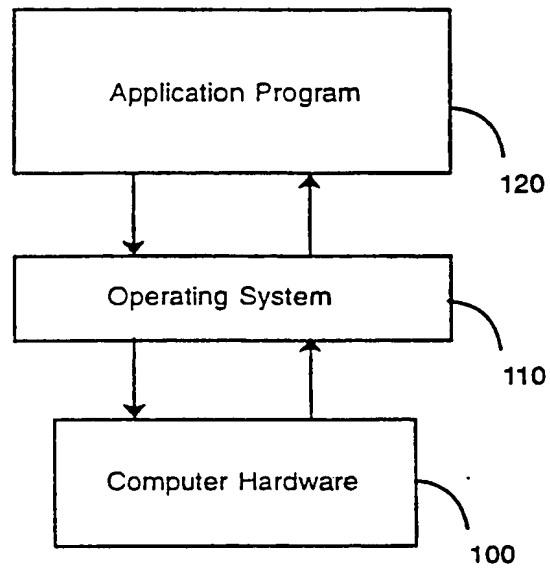 Application Program
120
Operating System
110
Computer Hardware
100